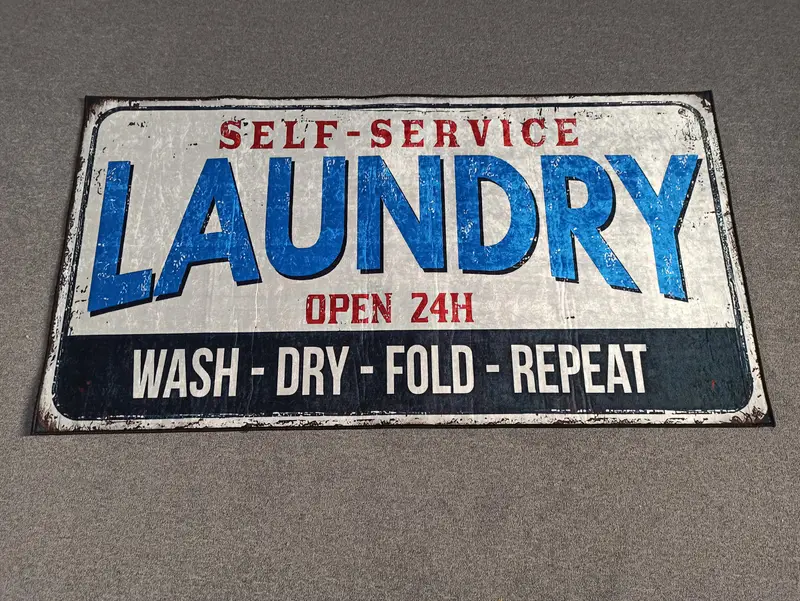 SELF-SERVICE
LAUNDRY
OPEN 24H
WASH - DRY - FOLD - REPEAT